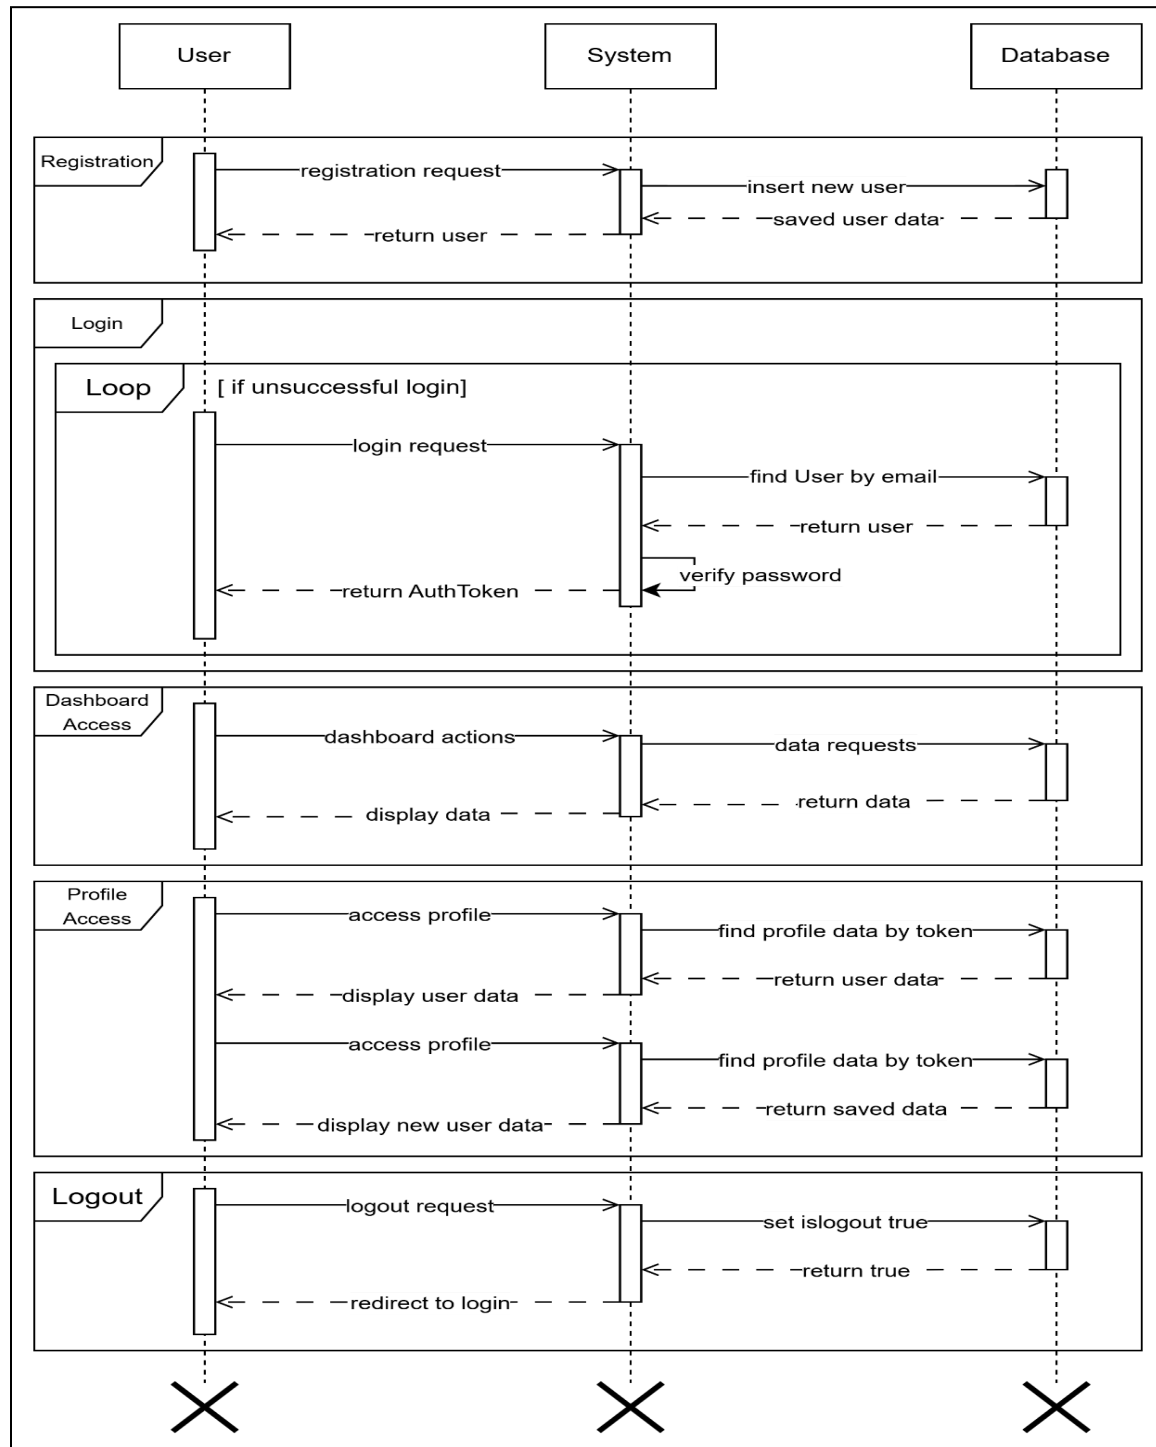 User
System
Database
Registration
registration request
insert new user
saved user data
return user
Login
Loop
[ if unsuccessful login]
login request
find User by email
return user
verify password
return AuthToken
Dashboard
Access
dashboard actions
data requests
return data
display data
Profile
Access
access profile
find profile data by token
return user data
display user data
access profile
find profile data by token
return saved data
display new user data
Logout
logout request
set islogout true
return true
redirect to login